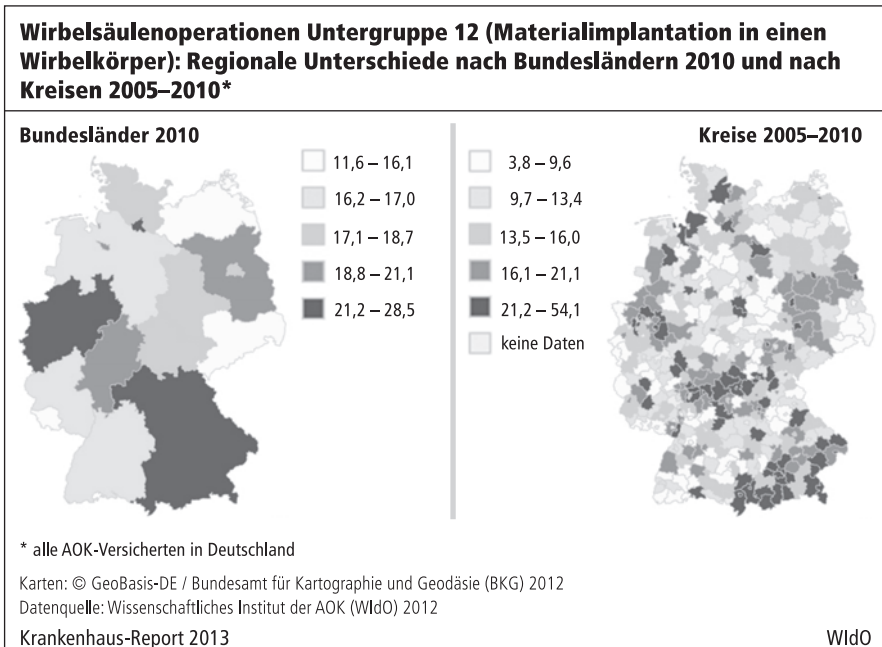 Wirbelsäulenoperationen Untergruppe 12 (Materialimplantation in einen
Wirbelkörper): Regionale Unterschiede nach Bundesländern 2010 und nach
Kreisen 2005–2010*
Bundesländer 2010
11,6 – 16,1
16,2 – 17,0
17,1 – 18,7
18,8 – 21,1
21,2 – 28,5
Kreise 2005–2010
3,8 – 9,6
9,7 – 13,4
13,5 – 16,0
16,1 – 21,1
21,2 – 54,1
keine Daten
* alle AOK-Versicherten in Deutschland
Karten: © GeoBasis-DE / Bundesamt für Kartographie und Geodäsie (BKG) 2012
Datenquelle: Wissenschaftliches Institut der AOK (WIdO) 2012
Krankenhaus-Report 2013
WIdO